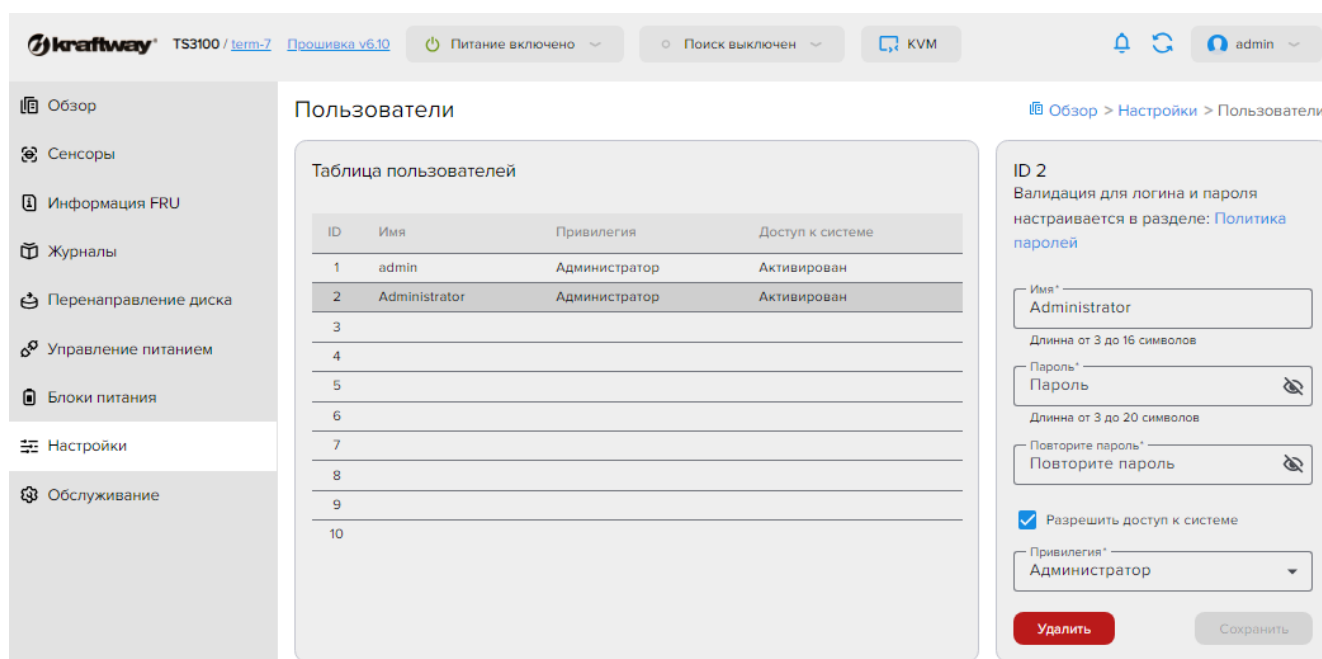 kraftway TS3100 / term-7 Прошивка v6.10 Питание включено Поиск выключен KVM admin
Обзор
Сенсоры
Информация FRU
Журналы
Перенаправление диска
Управление питанием
Блоки питания
Настройки
Обслуживание
Пользователи
Обзор > Настройки > Пользователи
Таблица пользователей
ID Имя Привилегия Доступ к системе
1 admin Администратор Активирован
2 Administrator Администратор Активирован
3
4
5
6
7
8
9
10
ID 2
Валидация для логина и пароля
настраивается в разделе: Политика
паролей
Имя*
Administrator
Длинна от 3 до 16 символов
Пароль*
Пароль
Длинна от 3 до 20 символов
Повторите пароль*
Повторите пароль
Разрешить доступ к системе
Привилегия*
Администратор
Удалить Сохранить